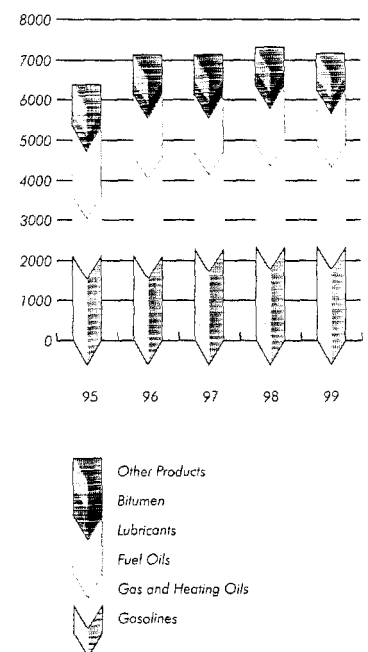 8000
7000
6000
5000
4000
3000
2000
1000
0
95 96 97 98 99
Other Products
Bitumen
Lubricants
Fuel Oils
Gas and Heating Oils
Gasolines